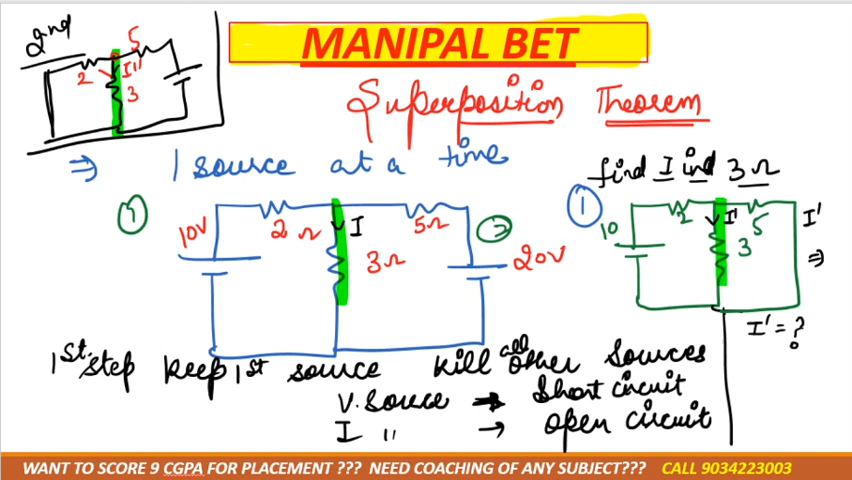 MANIPAL BET
Superposition Theorem
2nd
5
2
I"
3
⇒ 1 source at a time
find I in 3Ω
1
10V
2Ω
I
5Ω
2
3Ω
20V
1
10
2
I'
5
3
I'
⇒
I' = ?
1st step keep 1st source kill all other sources
V. Source → Short circuit
I " → open circuit
WANT TO SCORE 9 CGPA FOR PLACEMENT ??? NEED COACHING OF ANY SUBJECT??? CALL 9034223003